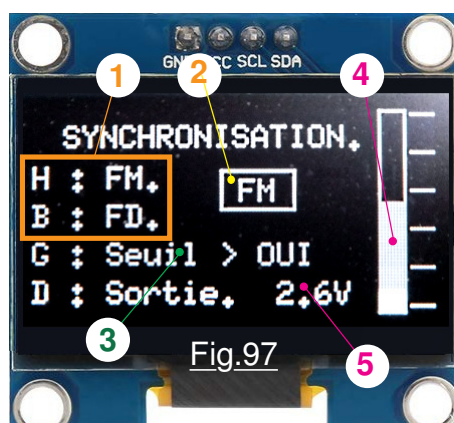 1 2 4
GND VCC SCL SDA
SYNCHRONISATION.
H : FM. FM
B : FD.
G : Seuil > OUI
D : Sortie. 2.6V
3 Fig.97 5